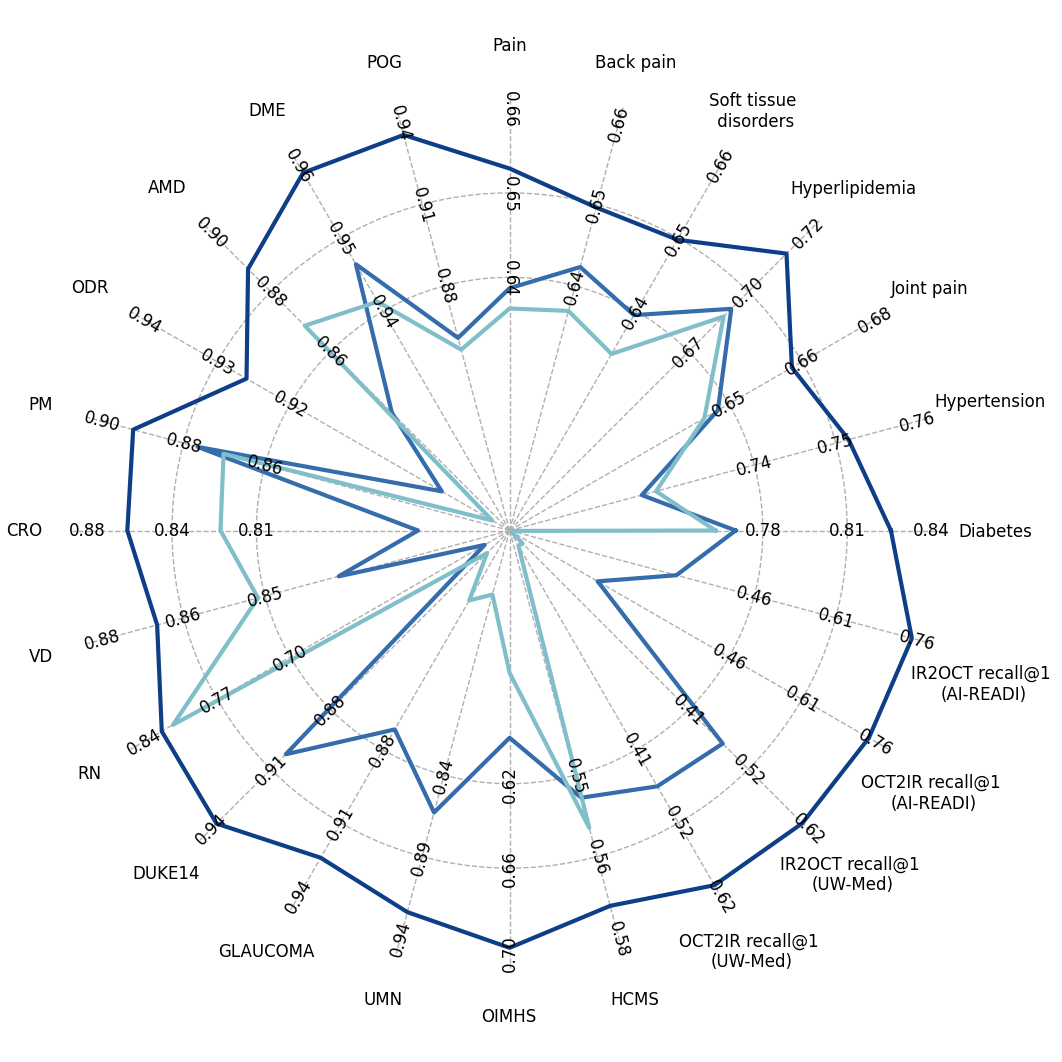 Pain
0.66
0.65
0.64
Back pain
0.66
0.65
0.64
Soft tissue
disorders
0.66
0.65
0.64
Hyperlipidemia
0.72
0.70
0.67
Joint pain
0.68
0.66
0.65
Hypertension
0.76
0.75
0.74
Diabetes
0.84
0.81
0.78
IR2OCT recall@1
(AI-READI)
0.76
0.61
0.46
OCT2IR recall@1
(AI-READI)
0.76
0.61
0.46
IR2OCT recall@1
(UW-Med)
0.62
0.52
0.41
OCT2IR recall@1
(UW-Med)
0.62
0.52
0.41
HCMS
0.58
0.56
0.55
OIMHS
0.70
0.66
0.62
UMN
0.94
0.89
0.84
GLAUCOMA
0.94
0.91
0.88
DUKE14
0.94
0.91
0.88
RN
0.84
0.77
0.70
VD
0.88
0.86
0.85
CRO
0.88
0.84
0.81
PM
0.90
0.88
0.86
ODR
0.94
0.93
0.92
AMD
0.90
0.88
0.86
DME
0.96
0.95
0.94
POG
0.94
0.91
0.88